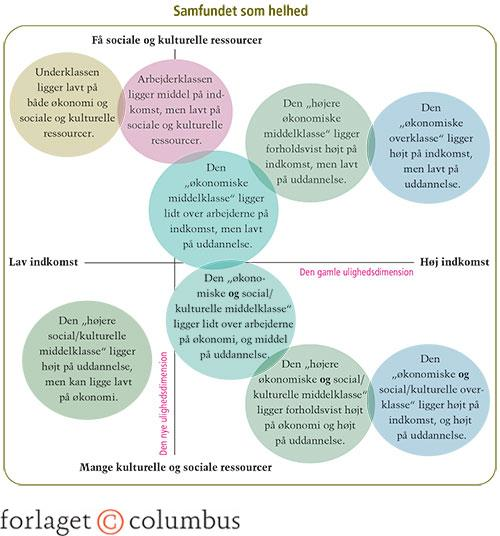 Samfundet som helhed
Få sociale og kulturelle ressourcer
Underklassen
ligger lavt på
både økonomi og
sociale og kulturelle
ressourcer.
Arbejderklassen
ligger middel på ind-
komst, men lavt på
sociale og kulturelle
ressourcer.
Den „højere
økonomiske
middelklasse“ ligger
forholdsvist højt på
indkomst, men lavt
på uddannelse.
Den
„økonomiske
overklasse“ ligger
højt på indkomst,
men lavt på
uddannelse.
Den
„økonomiske
middelklasse“ ligger
lidt over arbejderne på
indkomst, men lavt
på uddannelse.
Lav indkomst
Høj indkomst
Den gamle ulighedsdimension
Den „økono-
miske og social/
kulturelle middelklasse“
ligger lidt over arbejderne
på økonomi, og middel
på uddannelse.
Den „højere
social/kulturelle
middelklasse“ ligger
højt på uddannelse,
men kan ligge lavt
på økonomi.
Den nye ulighedsdimension
Den „højere
økonomiske og social/
kulturelle middelklasse“
ligger forholdsvist højt
på økonomi og højt
på uddannelse.
Den
„økonomiske og
social/kulturelle over-
klasse“ ligger højt på
indkomst, og højt
på uddannelse.
Mange kulturelle og sociale ressourcer
forlaget © columbus